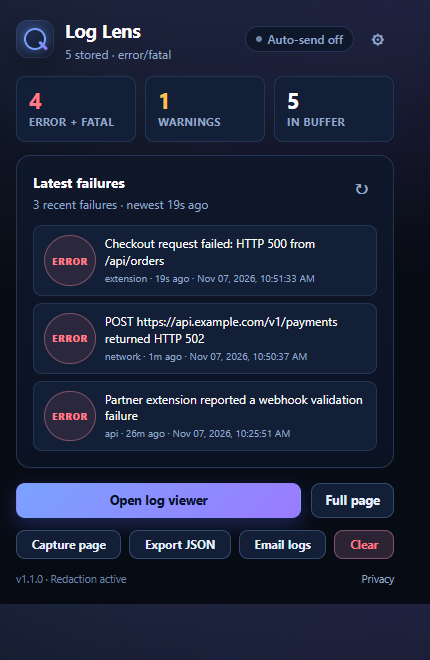 Log Lens
5 stored · error/fatal
Auto-send off
4
ERROR + FATAL
1
WARNINGS
5
IN BUFFER
Latest failures
3 recent failures · newest 19s ago
ERROR
Checkout request failed: HTTP 500 from
/api/orders
extension · 19s ago · Nov 07, 2026, 10:51:33 AM
ERROR
POST https://api.example.com/v1/payments
returned HTTP 502
network · 1m ago · Nov 07, 2026, 10:50:37 AM
ERROR
Partner extension reported a webhook validation
failure
api · 26m ago · Nov 07, 2026, 10:25:51 AM
Open log viewer
Full page
Capture page
Export JSON
Email logs
Clear
v1.1.0 · Redaction active
Privacy